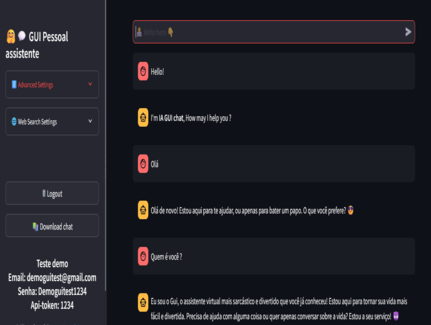 GUI Pessoal
assistente
Advanced Settings
Web Search Settings
Logout
Download chat
Teste demo
Email: demoguitest@gmail.com
Senha: Demoguitest1234
Api-token: 1234
Hello!
I'm IA GUI chat, How may I help you ?
Olá
Olá de novo! Estou aqui para te ajudar, ou apenas para bater um papo. O que você prefere?
Quem é você ?
Eu sou o Gui, o assistente virtual mais sarcástico e divertido que você já conheceu! Estou aqui para tornar sua vida mais
fácil e divertida. Precisa de ajuda com alguma coisa ou quer apenas conversar sobre a vida? Estou a seu serviço!